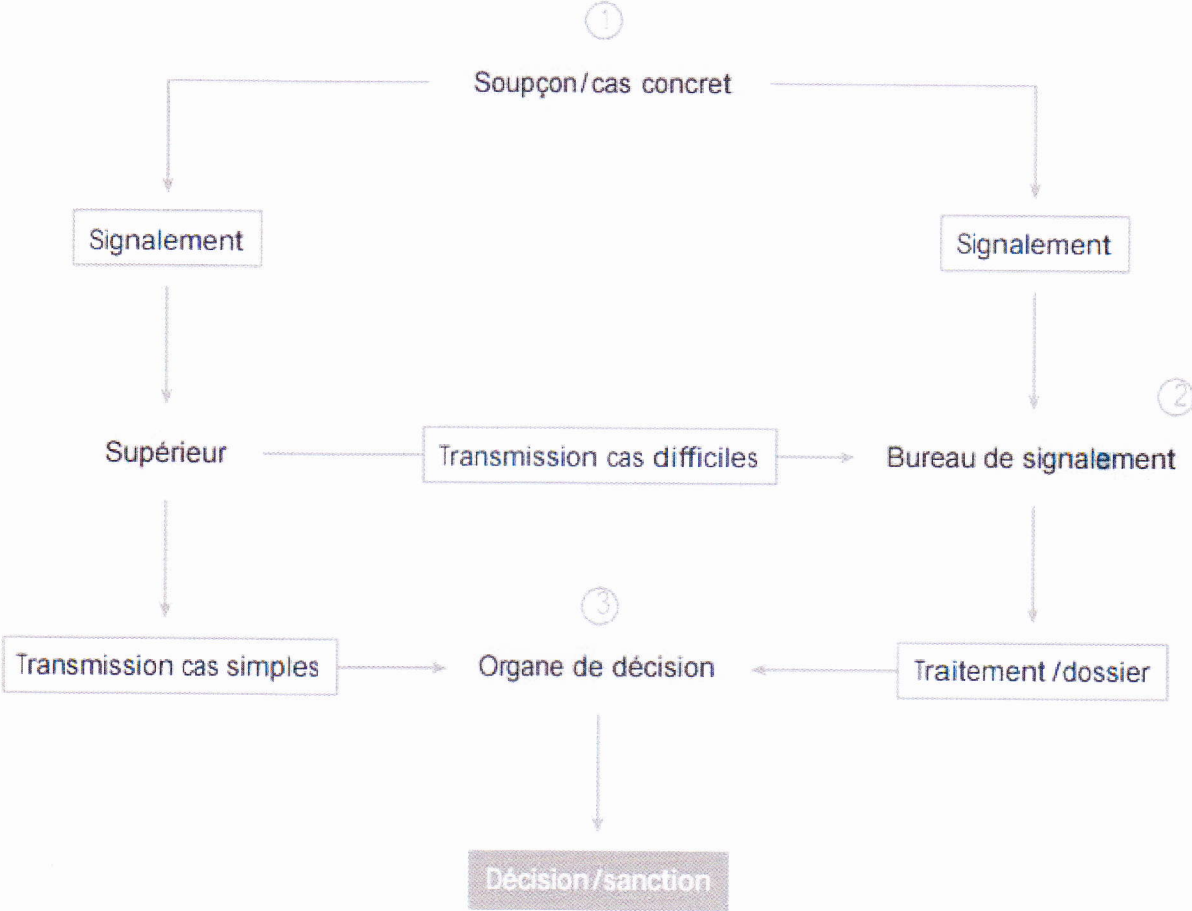 1
Soupçon/cas concret
Signalement
Signalement
2
Supérieur
Transmission cas difficiles
Bureau de signalement
3
Transmission cas simples
Organe de décision
Traitement/dossier
Décision/sanction